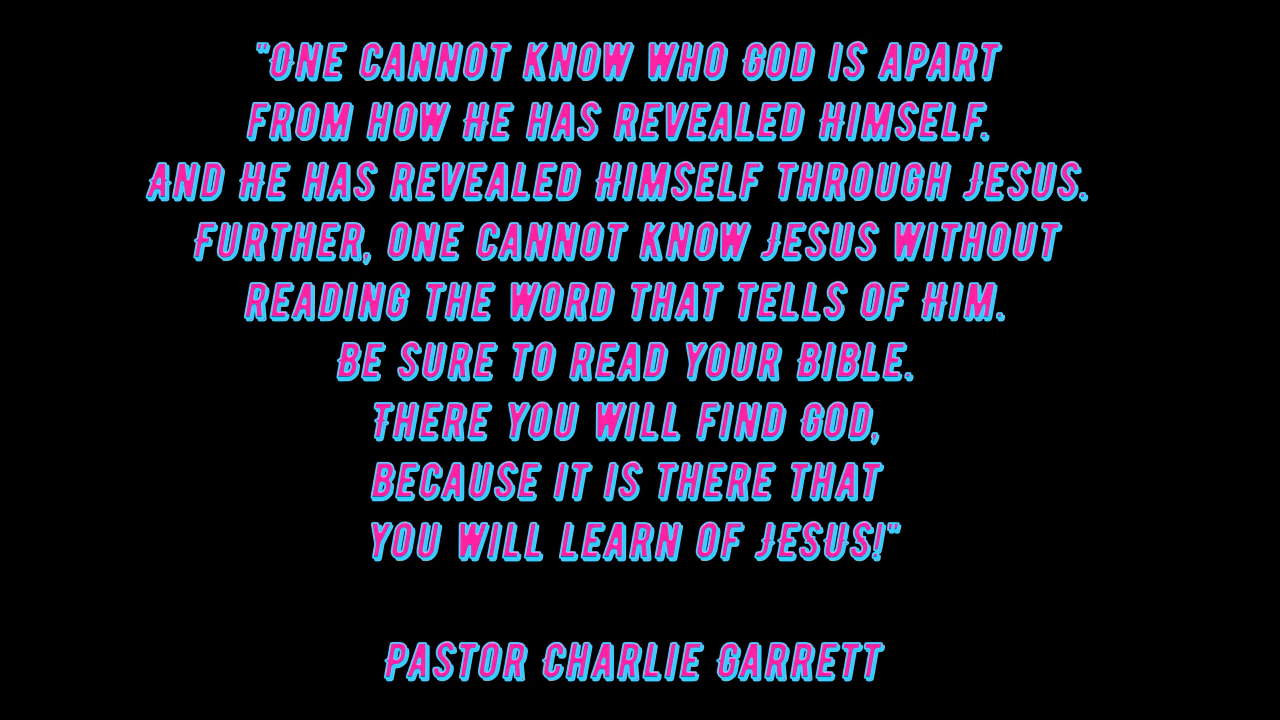 "One cannot know who God is apart
from how He has revealed Himself.
And He has revealed Himself through Jesus.
Further, one cannot know Jesus without
reading the word that tells of Him.
Be sure to read your Bible.
There you will find God,
because it is there that
you will learn of Jesus!"
Pastor Charlie Garrett